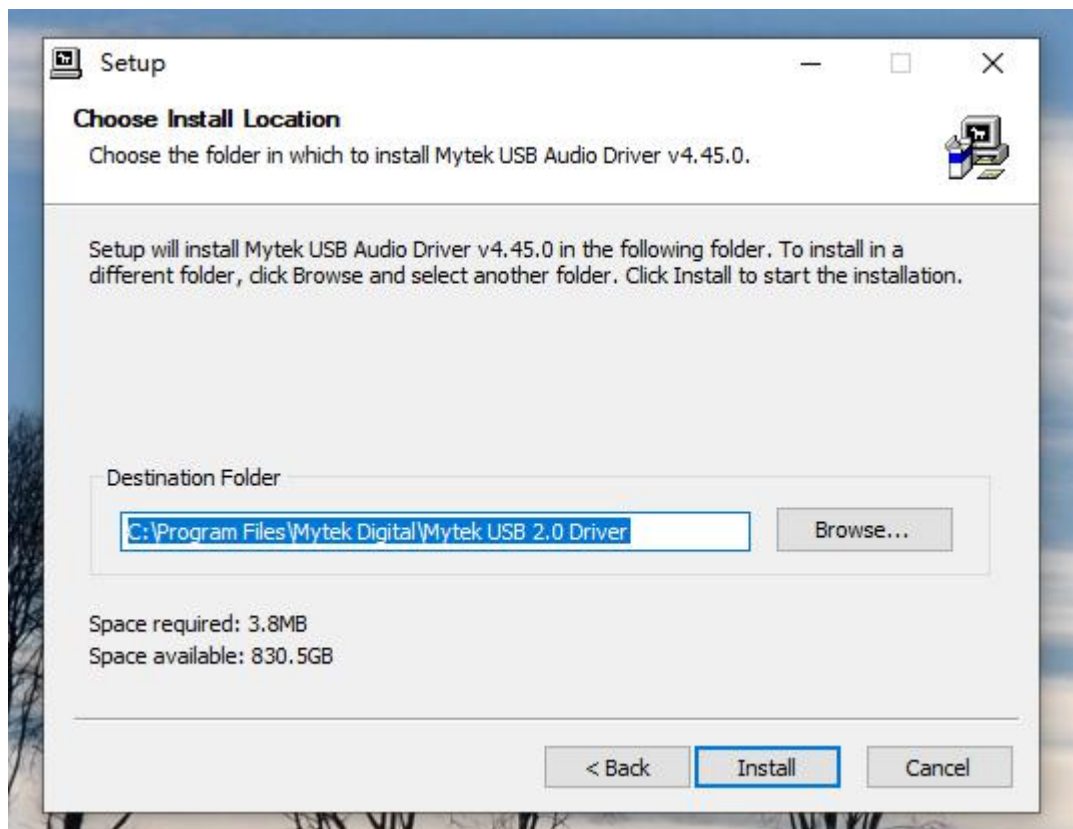 Setup
Choose Install Location
Choose the folder in which to install Mytek USB Audio Driver v4.45.0.
Setup will install Mytek USB Audio Driver v4.45.0 in the following folder. To install in a
different folder, click Browse and select another folder. Click Install to start the installation.
Destination Folder
C:\Program Files\Mytek Digital\Mytek USB 2.0 Driver
Browse...
Space required: 3.8MB
Space available: 830.5GB
< Back
Install
Cancel